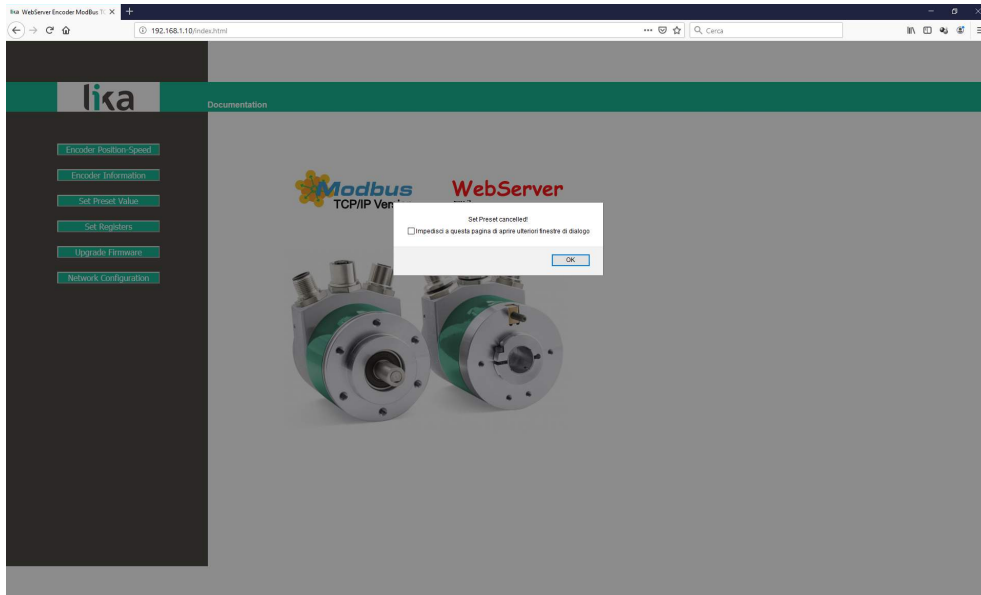 lika WebServer Encoder ModBus TC
192.168.1.10/index.html
Cerca
lika
Documentation
Encoder Position-Speed
Encoder Information
Set Preset Value
Set Registers
Upgrade Firmware
Network Configuration
Modbus
TCP/IP
WebServer
Set Preset cancelled!
Impedisci a questa pagina di aprire ulteriori finestre di dialogo
OK